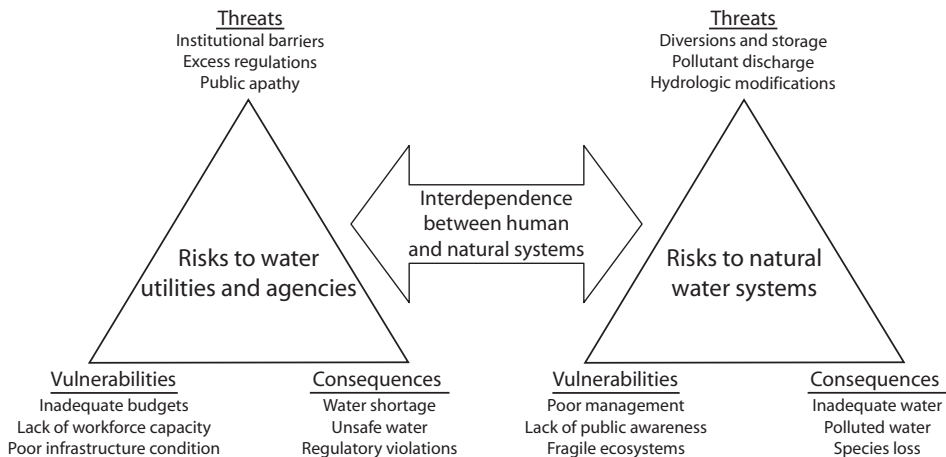 Threats
Institutional barriers
Excess regulations
Public apathy
Threats
Diversions and storage
Pollutant discharge
Hydrologic modifications
Interdependence
between human
and natural systems
Risks to water
utilities and agencies
Risks to natural
water systems
Vulnerabilities
Inadequate budgets
Lack of workforce capacity
Poor infrastructure condition
Consequences
Water shortage
Unsafe water
Regulatory violations
Vulnerabilities
Poor management
Lack of public awareness
Fragile ecosystems
Consequences
Inadequate water
Polluted water
Species loss